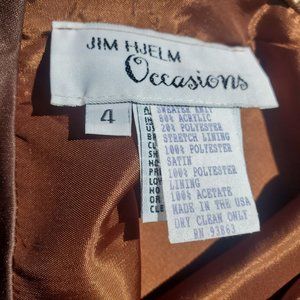 JIM HJELM
Occasions
4
SWEATER KNIT
80% ACRYLIC
20% POLYESTER
STRETCH LINING
100% POLYESTER
SATIN
100% POLYESTER
LINING
100% ACETATE
MADE IN THE USA
DRY CLEAN ONLY
RN 93863